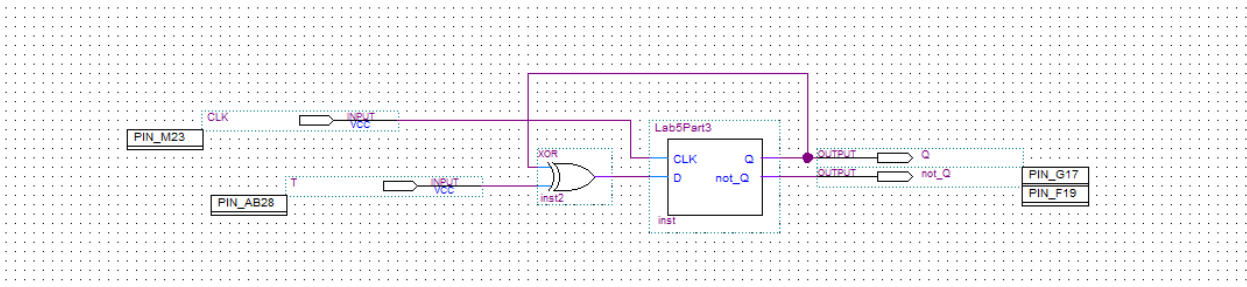 CLK
INPUT
VCC
PIN_M23
T
INPUT
VCC
PIN_AB28
XOR
inst2
Lab5Part3
CLK
Q
D
not_Q
inst
OUTPUT
Q
OUTPUT
not_Q
PIN_G17
PIN_F19